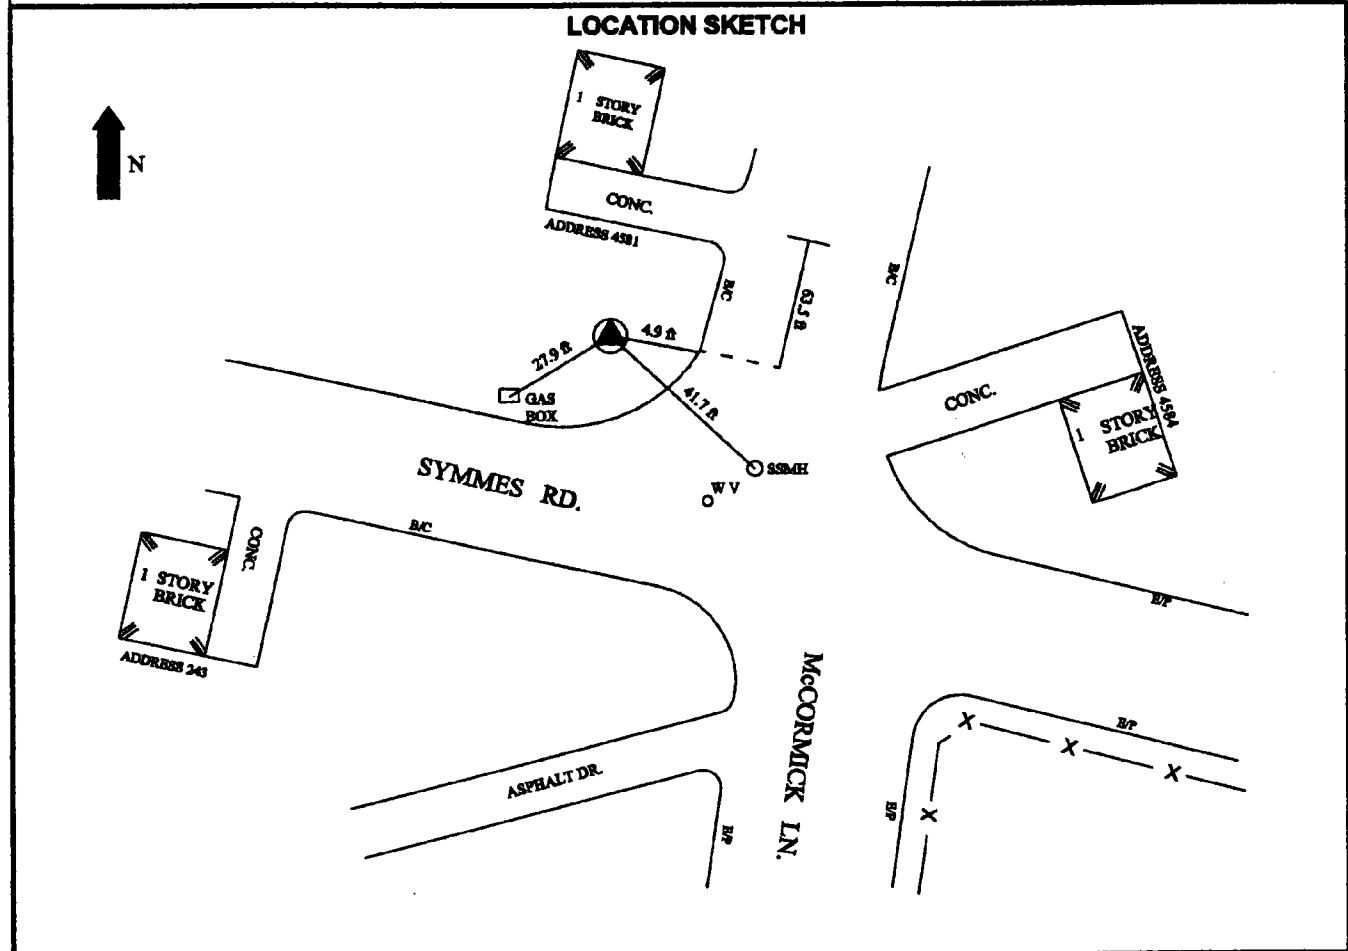 LOCATION SKETCH
1 STORY
BRICK
N
CONC.
ADDRESS 4581
B/C
B/C
63.5 ft
4.9 ft
27.9 ft
41.7 ft
GAS
BOX
ADDRESS 4584
CONC.
1 STORY
BRICK
SYMMES RD.
SSMH
W V
B/C
CONC.
1 STORY
BRICK
ADDRESS 243
E/P
McCORMICK LN.
E/P
X
X
X
X
ASPHALT DR.
E/P
E/P